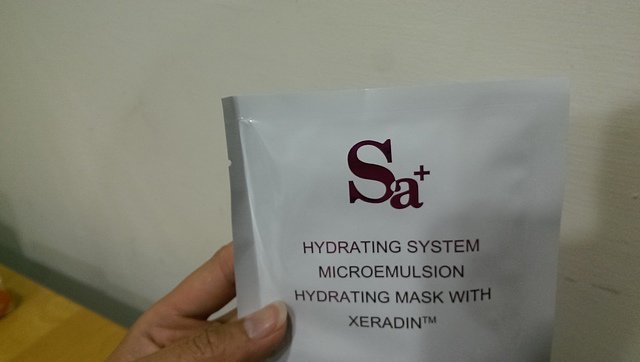 Sa+
HYDRATING SYSTEM
MICROEMULSION
HYDRATING MASK WITH
XERADIN™